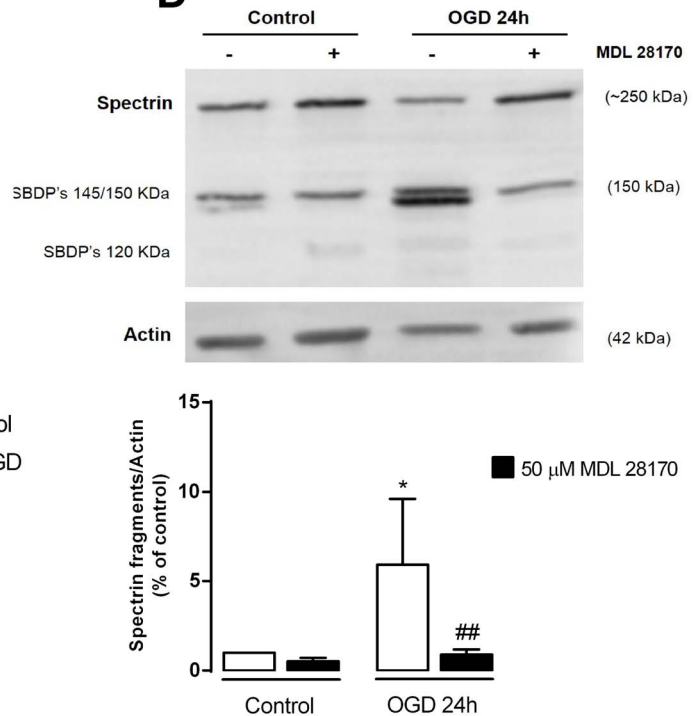 D
Control OGD 24h
- + - + MDL 28170
Spectrin (~250 kDa)
SBDP's 145/150 KDa (150 kDa)
SBDP's 120 KDa
Actin (42 kDa)
Spectrin fragments/Actin
(% of control)
15
10
5
0
*
##
50 μM MDL 28170
Control OGD 24h